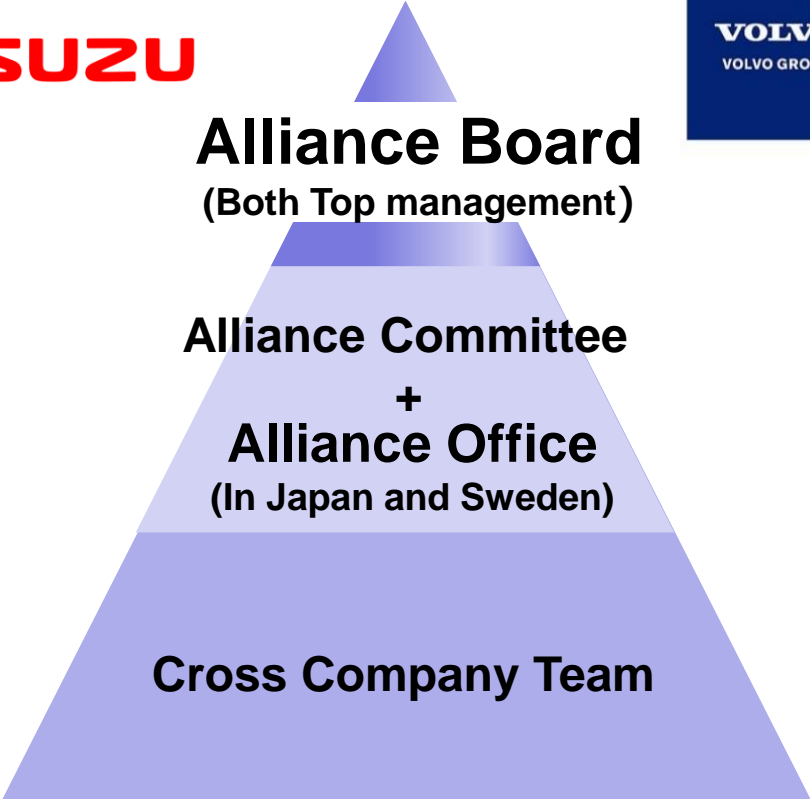 SUZU
VOLV
VOLVO GRO
Alliance Board
(Both Top management)
Alliance Committee
+
Alliance Office
(In Japan and Sweden)
Cross Company Team